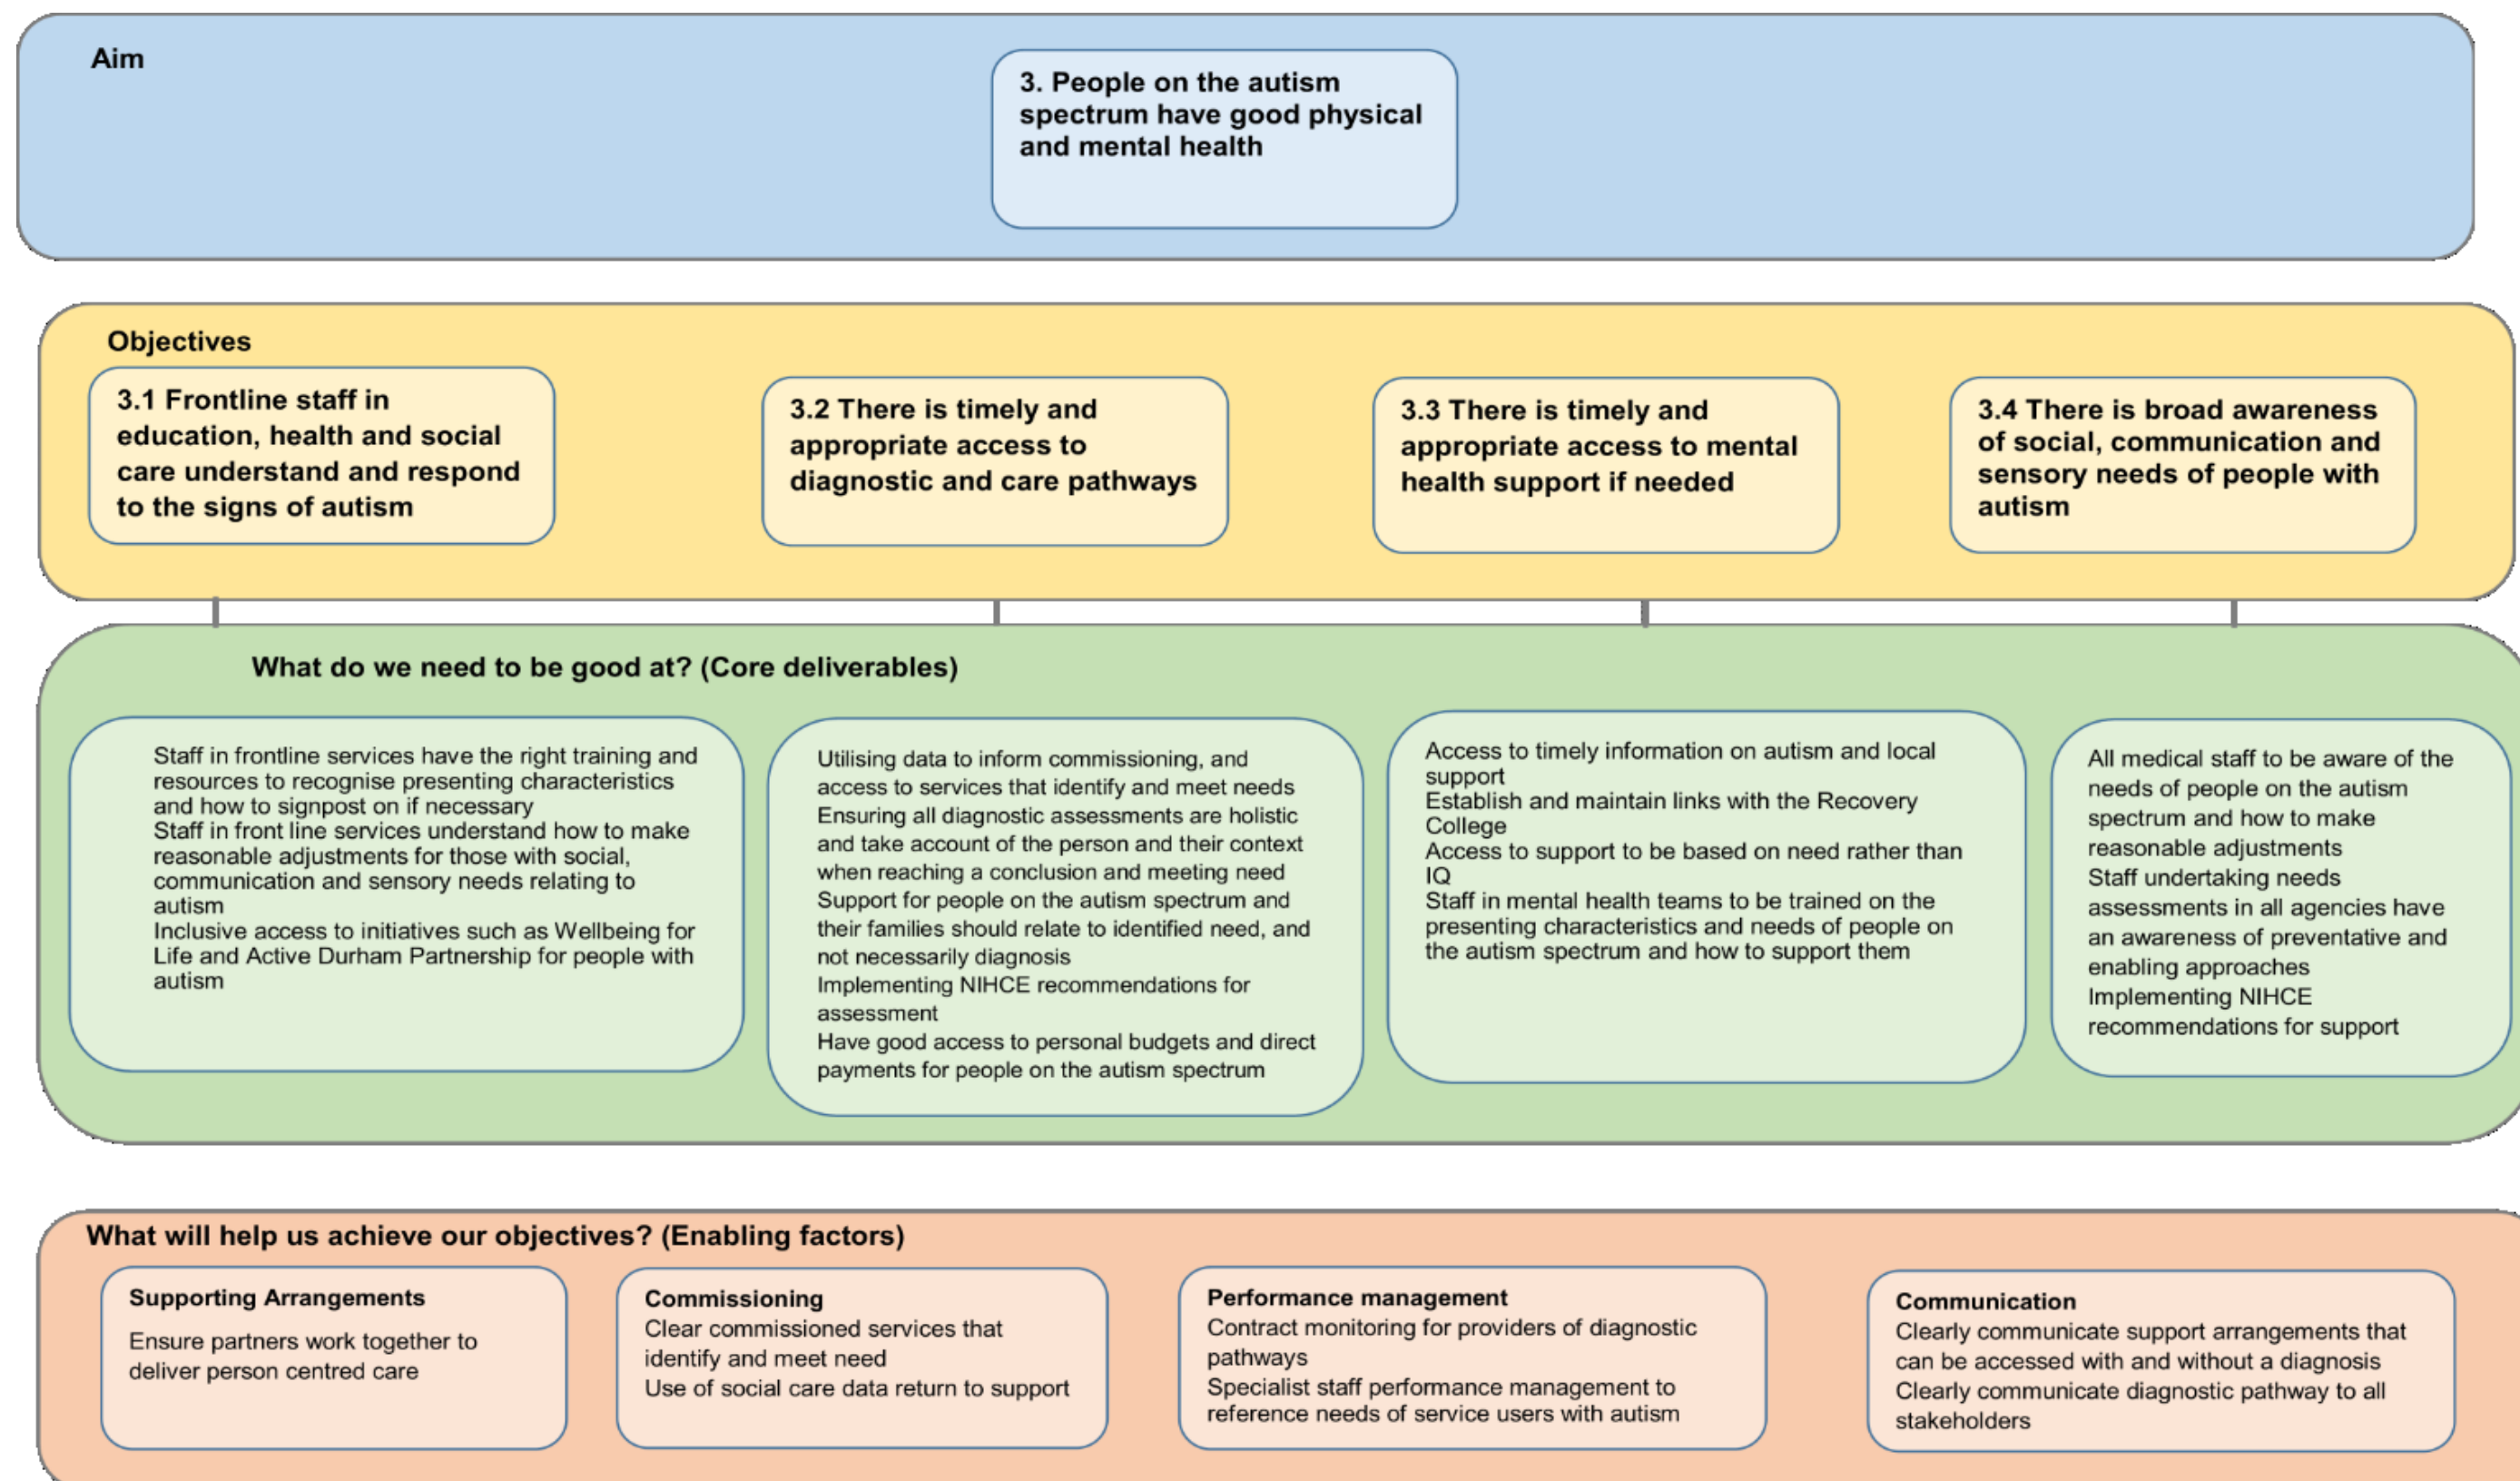 Aim
3. People on the autism
spectrum have good physical
and mental health
Objectives
3.1 Frontline staff in
education, health and social
care understand and respond
to the signs of autism
3.2 There is timely and
appropriate access to
diagnostic and care pathways
3.3 There is timely and
appropriate access to mental
health support if needed
3.4 There is broad awareness
of social, communication and
sensory needs of people with
autism
What do we need to be good at? (Core deliverables)
Staff in frontline services have the right training and
resources to recognise presenting characteristics
and how to signpost on if necessary
Staff in front line services understand how to make
reasonable adjustments for those with social,
communication and sensory needs relating to
autism
Inclusive access to initiatives such as Wellbeing for
Life and Active Durham Partnership for people with
autism
Utilising data to inform commissioning, and
access to services that identify and meet needs
Ensuring all diagnostic assessments are holistic
and take account of the person and their context
when reaching a conclusion and meeting need
Support for people on the autism spectrum and
their families should relate to identified need, and
not necessarily diagnosis
Implementing NIHCE recommendations for
assessment
Have good access to personal budgets and direct
payments for people on the autism spectrum
Access to timely information on autism and local
support
Establish and maintain links with the Recovery
College
Access to support to be based on need rather than
IQ
Staff in mental health teams to be trained on the
presenting characteristics and needs of people on
the autism spectrum and how to support them
All medical staff to be aware of the
needs of people on the autism
spectrum and how to make
reasonable adjustments
Staff undertaking needs
assessments in all agencies have
an awareness of preventative and
enabling approaches
Implementing NIHCE
recommendations for support
What will help us achieve our objectives? (Enabling factors)
Supporting Arrangements
Ensure partners work together to
deliver person centred care
Commissioning
Clear commissioned services that
identify and meet need
Use of social care data return to support
Performance management
Contract monitoring for providers of diagnostic
pathways
Specialist staff performance management to
reference needs of service users with autism
Communication
Clearly communicate support arrangements that
can be accessed with and without a diagnosis
Clearly communicate diagnostic pathway to all
stakeholders